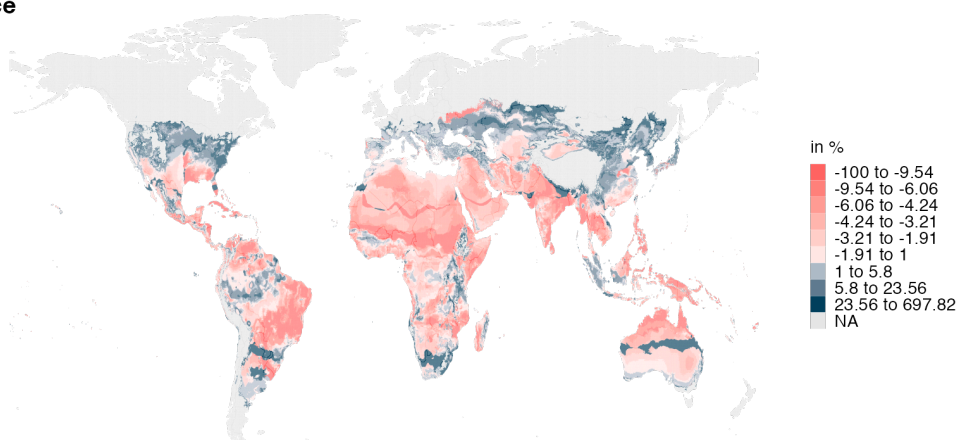 ce
in %
-100 to -9.54
-9.54 to -6.06
-6.06 to -4.24
-4.24 to -3.21
-3.21 to -1.91
-1.91 to 1
1 to 5.8
5.8 to 23.56
23.56 to 697.82
NA